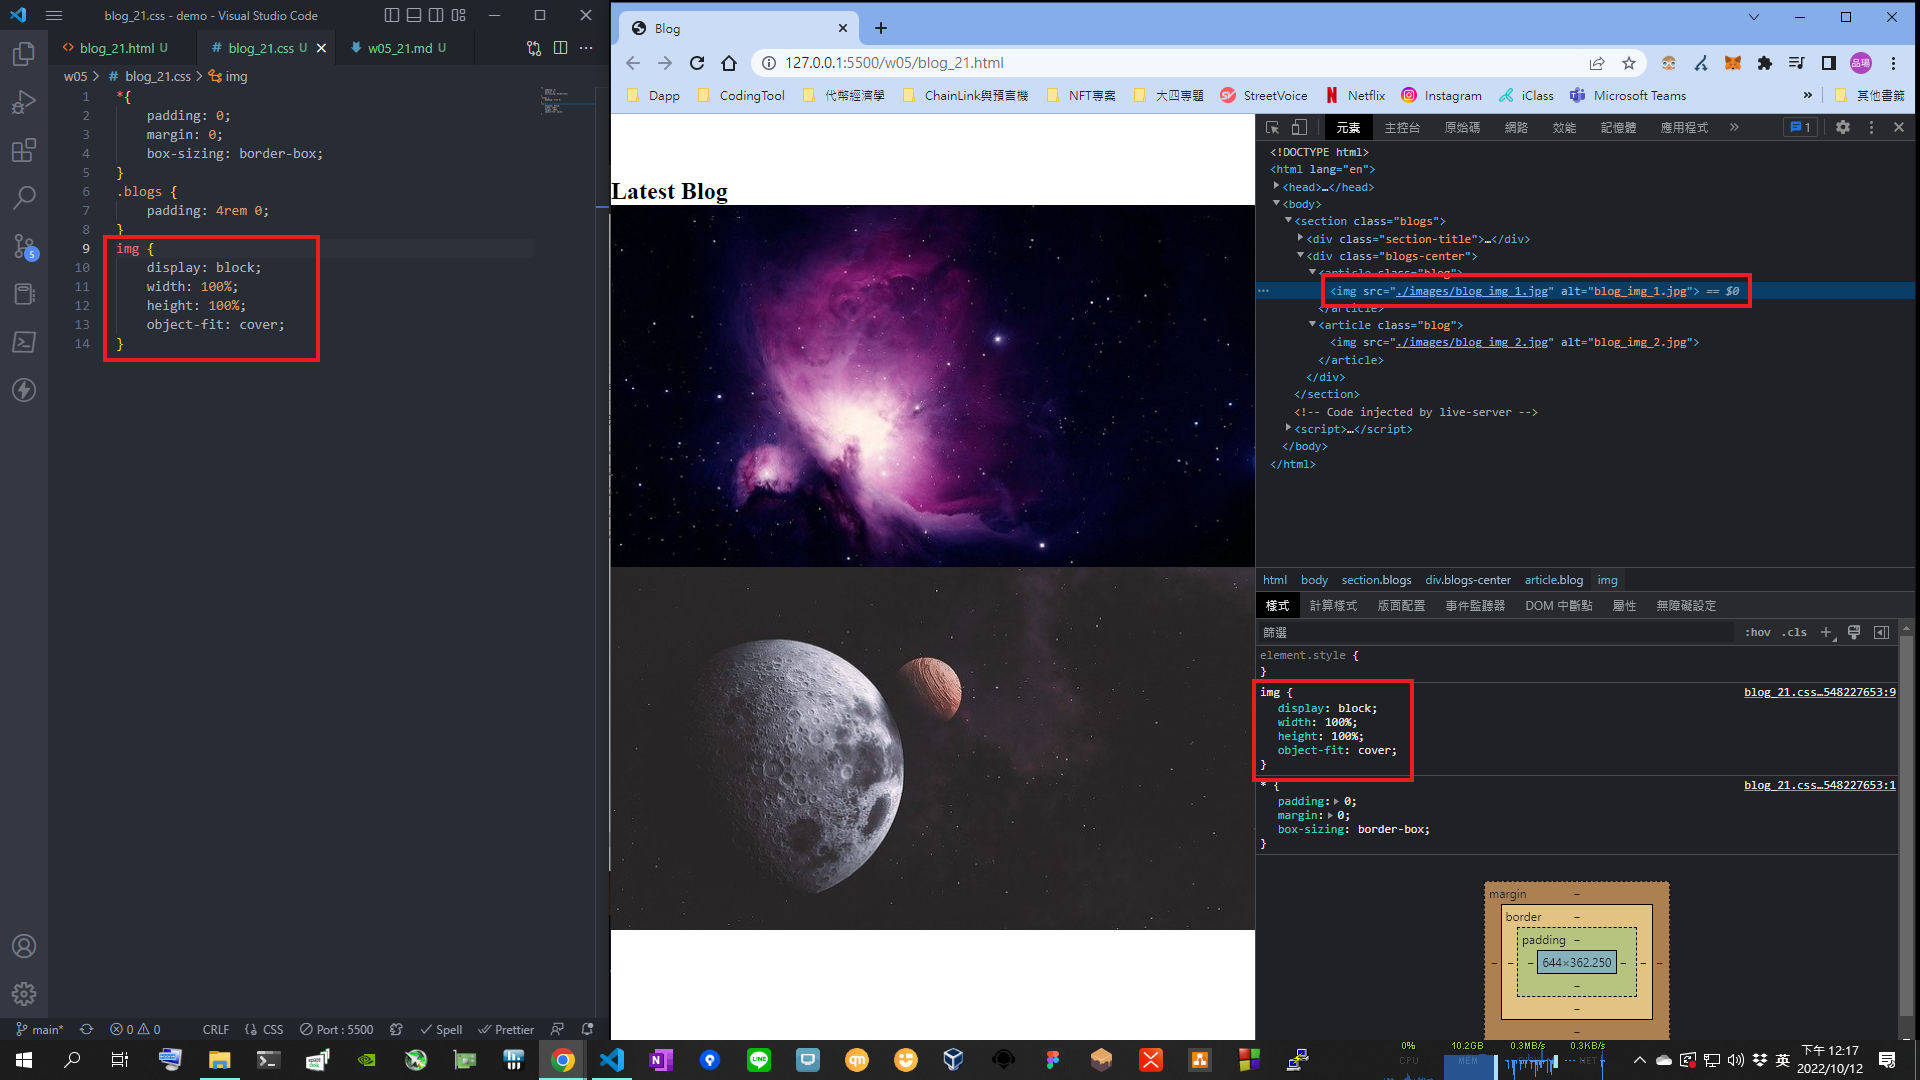 blog_21.css - demo - Visual Studio Code
blog_21.html U
# blog_21.css U
w05_21.md U
w05 > # blog_21.css > img
1 *{
2 padding: 0;
3 margin: 0;
4 box-sizing: border-box;
5 }
6 .blogs {
7 padding: 4rem 0;
8 }
9 img {
10 display: block;
11 width: 100%;
12 height: 100%;
13 object-fit: cover;
14 }
5
main*
0 0
CRLF
CSS
Port : 5500
Spell
Prettier
Blog
127.0.0.1:5500/w05/blog_21.html
品瑒
Dapp
CodingTool
代幣經濟學
ChainLink與預言機
NFT專案
大四專題
StreetVoice
Netflix
Instagram
iClass
Microsoft Teams
»
其他書籤
Latest Blog
元素
主控台
原始碼
網路
效能
記憶體
應用程式
»
1
<!DOCTYPE html>
<html lang="en">
<head>…</head>
<body>
<section class="blogs">
<div class="section-title">…</div>
<div class="blogs-center">
<article class="blog">
<img src="./images/blog_img_1.jpg" alt="blog_img_1.jpg"> == $0
</article>
<article class="blog">
<img src="./images/blog_img_2.jpg" alt="blog_img_2.jpg">
</article>
</div>
</section>
<!-- Code injected by live-server -->
<script>…</script>
</body>
</html>
html body section.blogs div.blogs-center article.blog img
樣式
計算樣式
版面配置
事件監聽器
DOM 中斷點
屬性
無障礙設定
篩選
:hov .cls +
element.style {
}
img {
blog_21.css…548227653:9
display: block;
width: 100%;
height: 100%;
object-fit: cover;
}
* {
blog_21.css…548227653:1
padding: 0;
margin: 0;
box-sizing: border-box;
}
margin –
border –
padding –
– – – 644×362.250 – – –
–
–
–
0% 10.2GB 0.3MB/s 0.3KB/s
CPU MEM NET
英
下午 12:17
2022/10/12